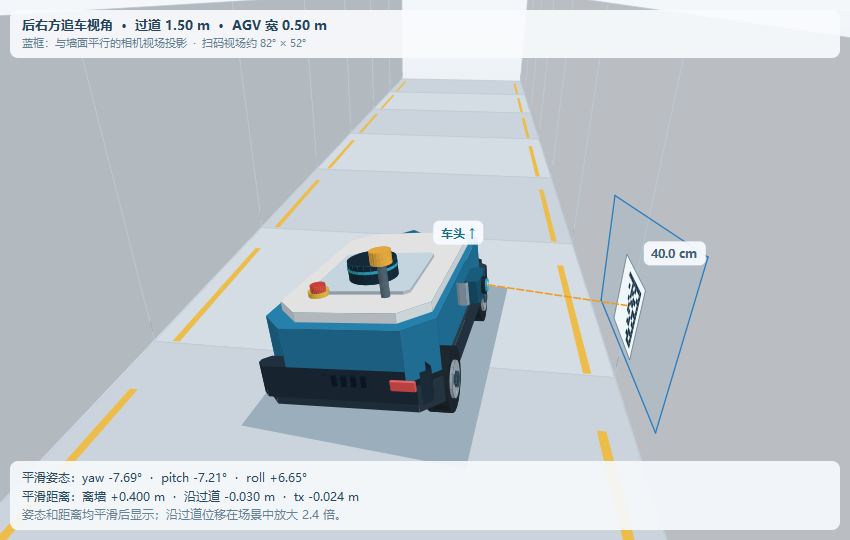 后右方追车视角 • 过道 1.50 m • AGV 宽 0.50 m
蓝框：与墙面平行的相机视场投影 · 扫码视场约 82° × 52°
车头 ↑
40.0 cm
平滑姿态：yaw -7.69° · pitch -7.21° · roll +6.65°
平滑距离：离墙 +0.400 m · 沿过道 -0.030 m · tx -0.024 m
姿态和距离均平滑后显示；沿过道位移在场景中放大 2.4 倍。